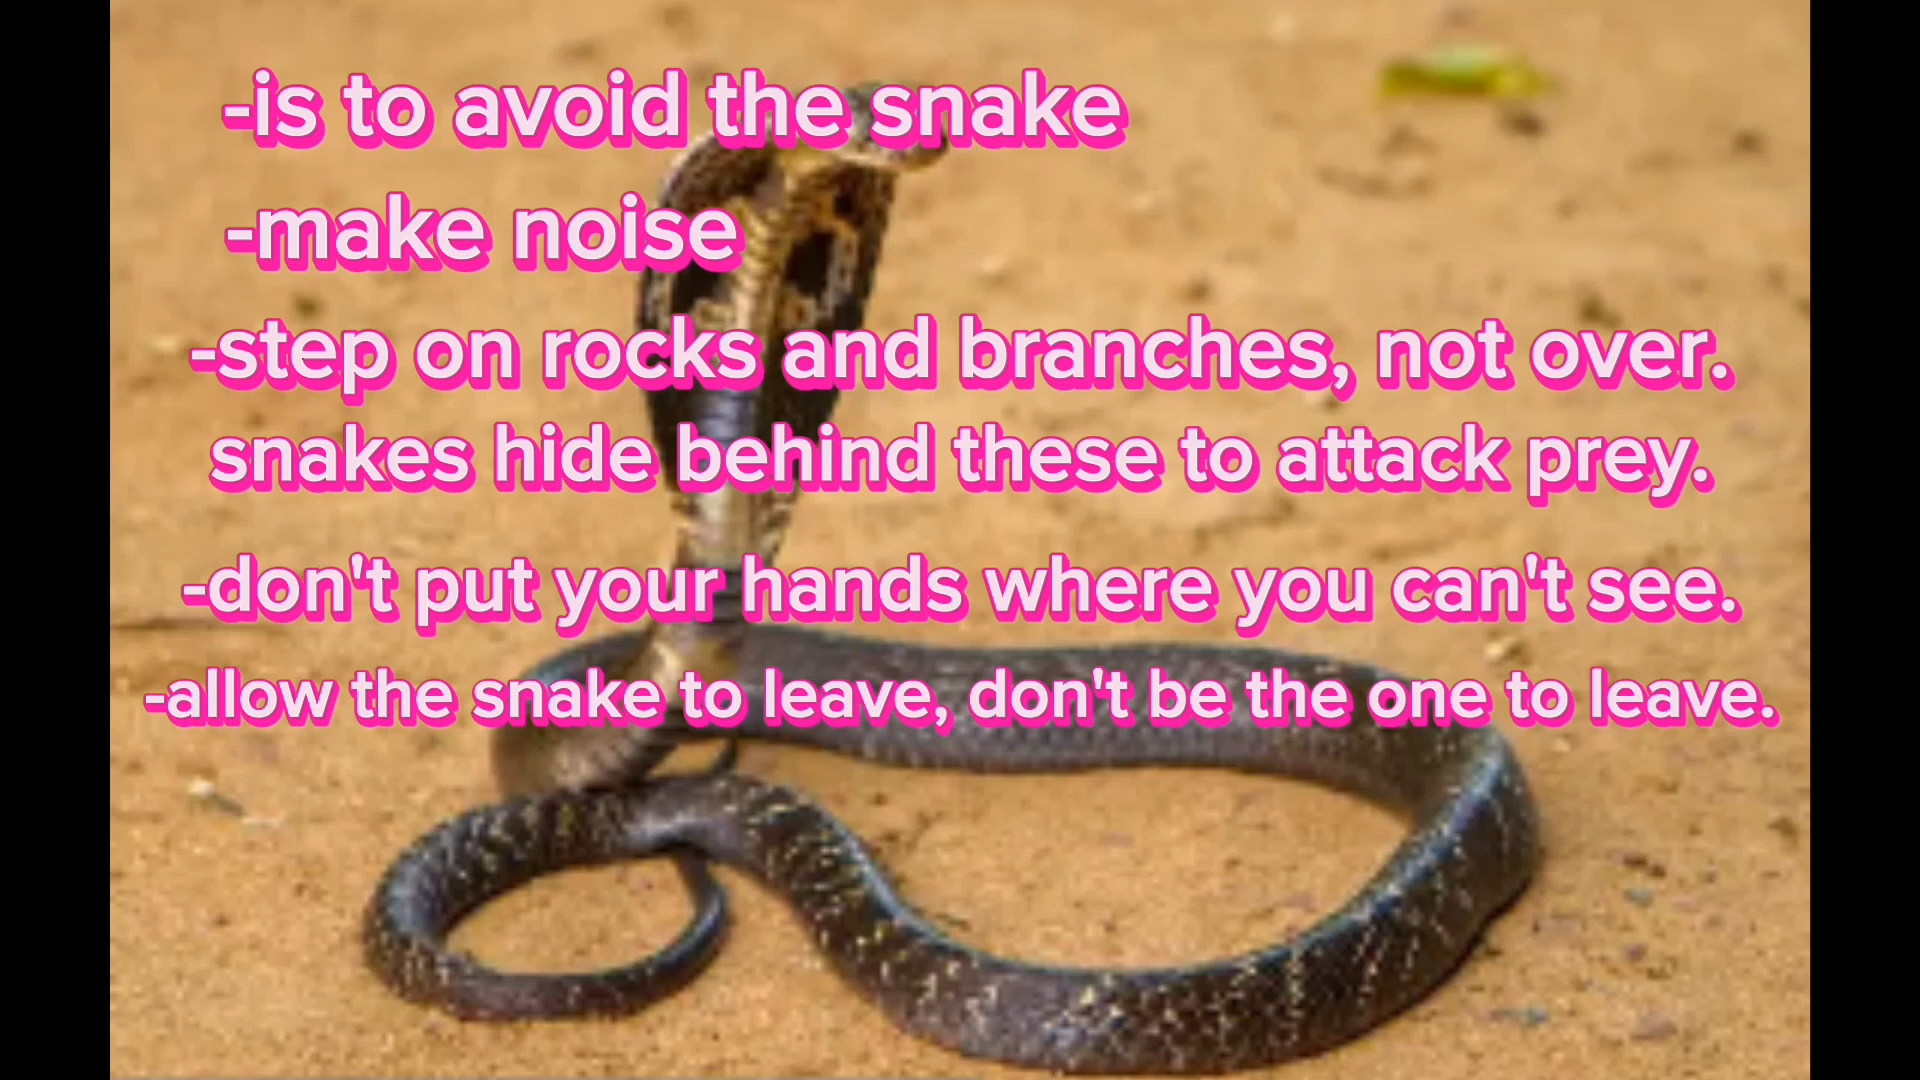 -is to avoid the snake
-make noise
-step on rocks and branches, not over.
snakes hide behind these to attack prey.
-don't put your hands where you can't see.
-allow the snake to leave, don't be the one to leave.